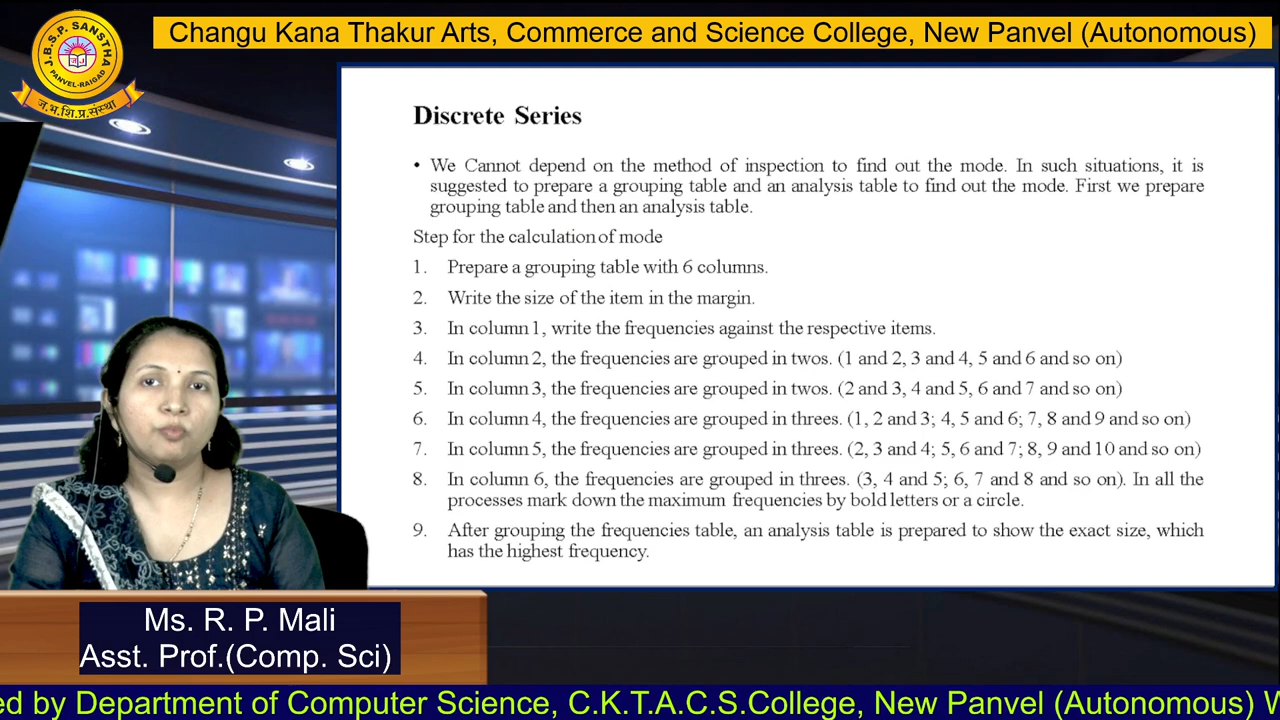 Changu Kana Thakur Arts, Commerce and Science College, New Panvel (Autonomous)
J.B.S.P. SANSTHA
PANVEL-RAIGAD
ज.भ.शि.प्र.संस्था
Discrete Series
• We Cannot depend on the method of inspection to find out the mode. In such situations, it is
suggested to prepare a grouping table and an analysis table to find out the mode. First we prepare
grouping table and then an analysis table.
Step for the calculation of mode
1. Prepare a grouping table with 6 columns.
2. Write the size of the item in the margin.
3. In column 1, write the frequencies against the respective items.
4. In column 2, the frequencies are grouped in twos. (1 and 2, 3 and 4, 5 and 6 and so on)
5. In column 3, the frequencies are grouped in twos. (2 and 3, 4 and 5, 6 and 7 and so on)
6. In column 4, the frequencies are grouped in threes. (1, 2 and 3; 4, 5 and 6; 7, 8 and 9 and so on)
7. In column 5, the frequencies are grouped in threes. (2, 3 and 4; 5, 6 and 7; 8, 9 and 10 and so on)
8. In column 6, the frequencies are grouped in threes. (3, 4 and 5; 6, 7 and 8 and so on). In all the
processes mark down the maximum frequencies by bold letters or a circle.
9. After grouping the frequencies table, an analysis table is prepared to show the exact size, which
has the highest frequency.
Ms. R. P. Mali
Asst. Prof.(Comp. Sci)
ed by Department of Computer Science, C.K.T.A.C.S.College, New Panvel (Autonomous) W